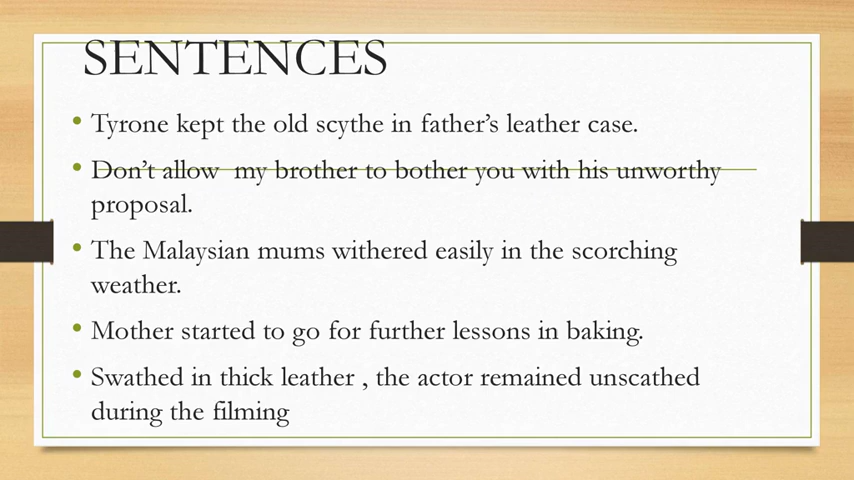 SENTENCES
• Tyrone kept the old scythe in father’s leather case.
• Don’t allow  my brother to bother you with his unworthy
proposal.
• The Malaysian mums withered easily in the scorching
weather.
• Mother started to go for further lessons in baking.
• Swathed in thick leather , the actor remained unscathed
during the filming